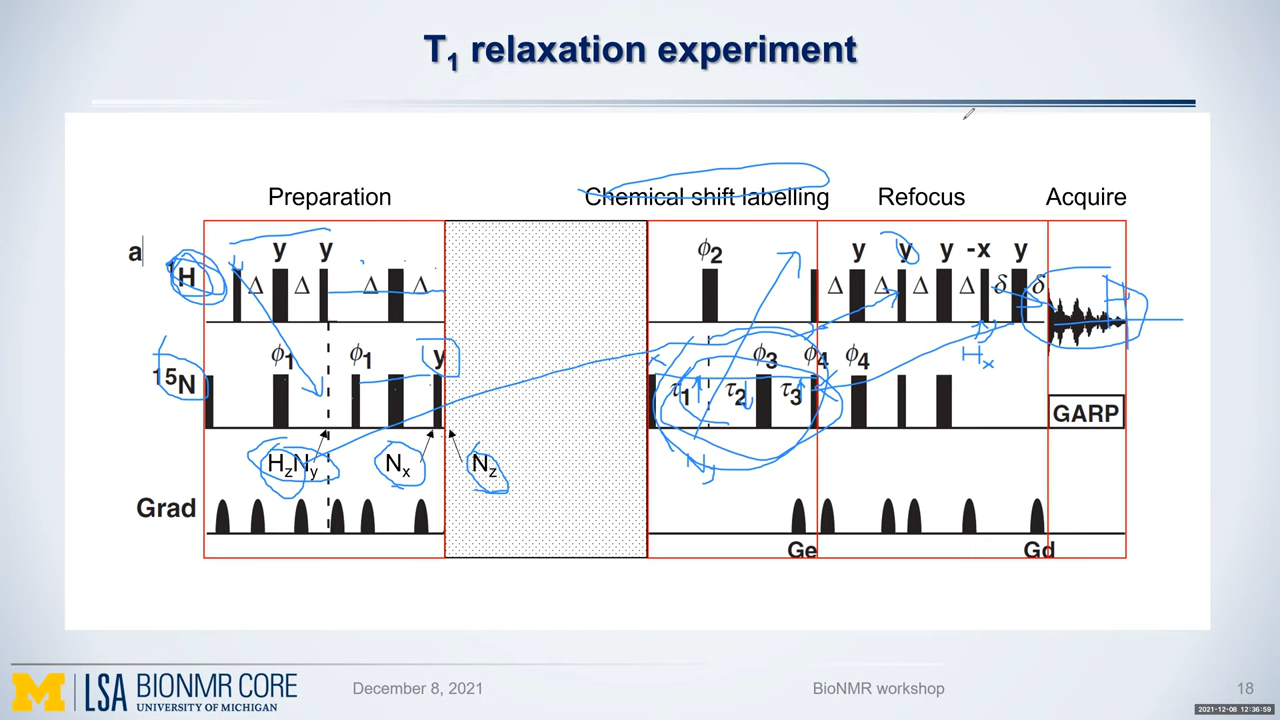 T1 relaxation experiment
Preparation
Chemical shift labelling
Refocus
Acquire
a
y y
ϕ2
y y y -x y
1H
Δ Δ Δ Δ
Δ Δ Δ Δ δ δ
H
ϕ1 ϕ1 y
x
ϕ3 ϕ4 ϕ4
Hx
15N
τ1 τ2 τ3
GARP
HzNy
Nx
Nz
Ny
Grad
Ge
Gd
M LSA BIONMR CORE
UNIVERSITY OF MICHIGAN
December 8, 2021
BioNMR workshop
18
2021-12-08 12:36:59